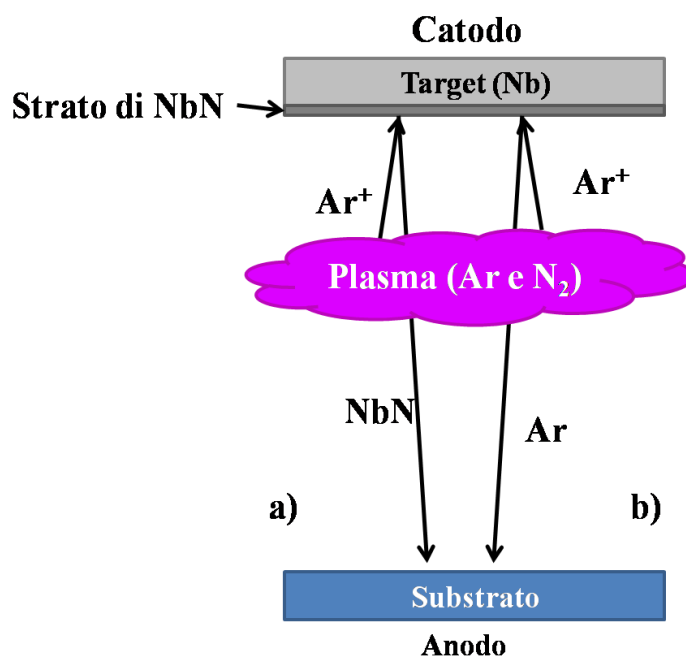 Catodo
Target (Nb)
Strato di NbN
Ar⁺
Ar⁺
Plasma (Ar e N₂)
NbN
Ar
a)
b)
Substrato
Anodo